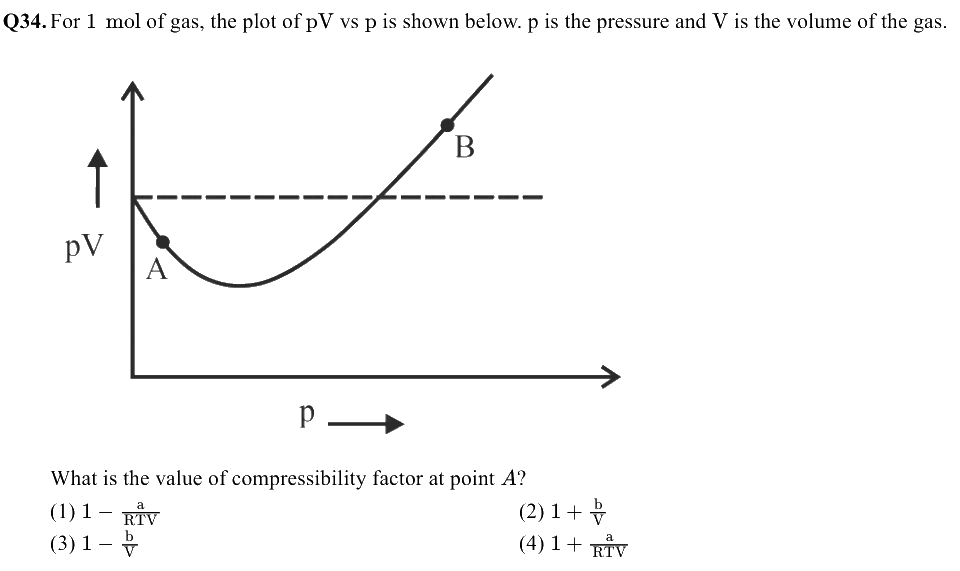 Q34. For 1 mol of gas, the plot of pV vs p is shown below. p is the pressure and V is the volume of the gas.
B
pV
A
p
What is the value of compressibility factor at point A?
(1) 1 − a/RTV (2) 1 + b/V
(3) 1 − b/V (4) 1 + a/RTV